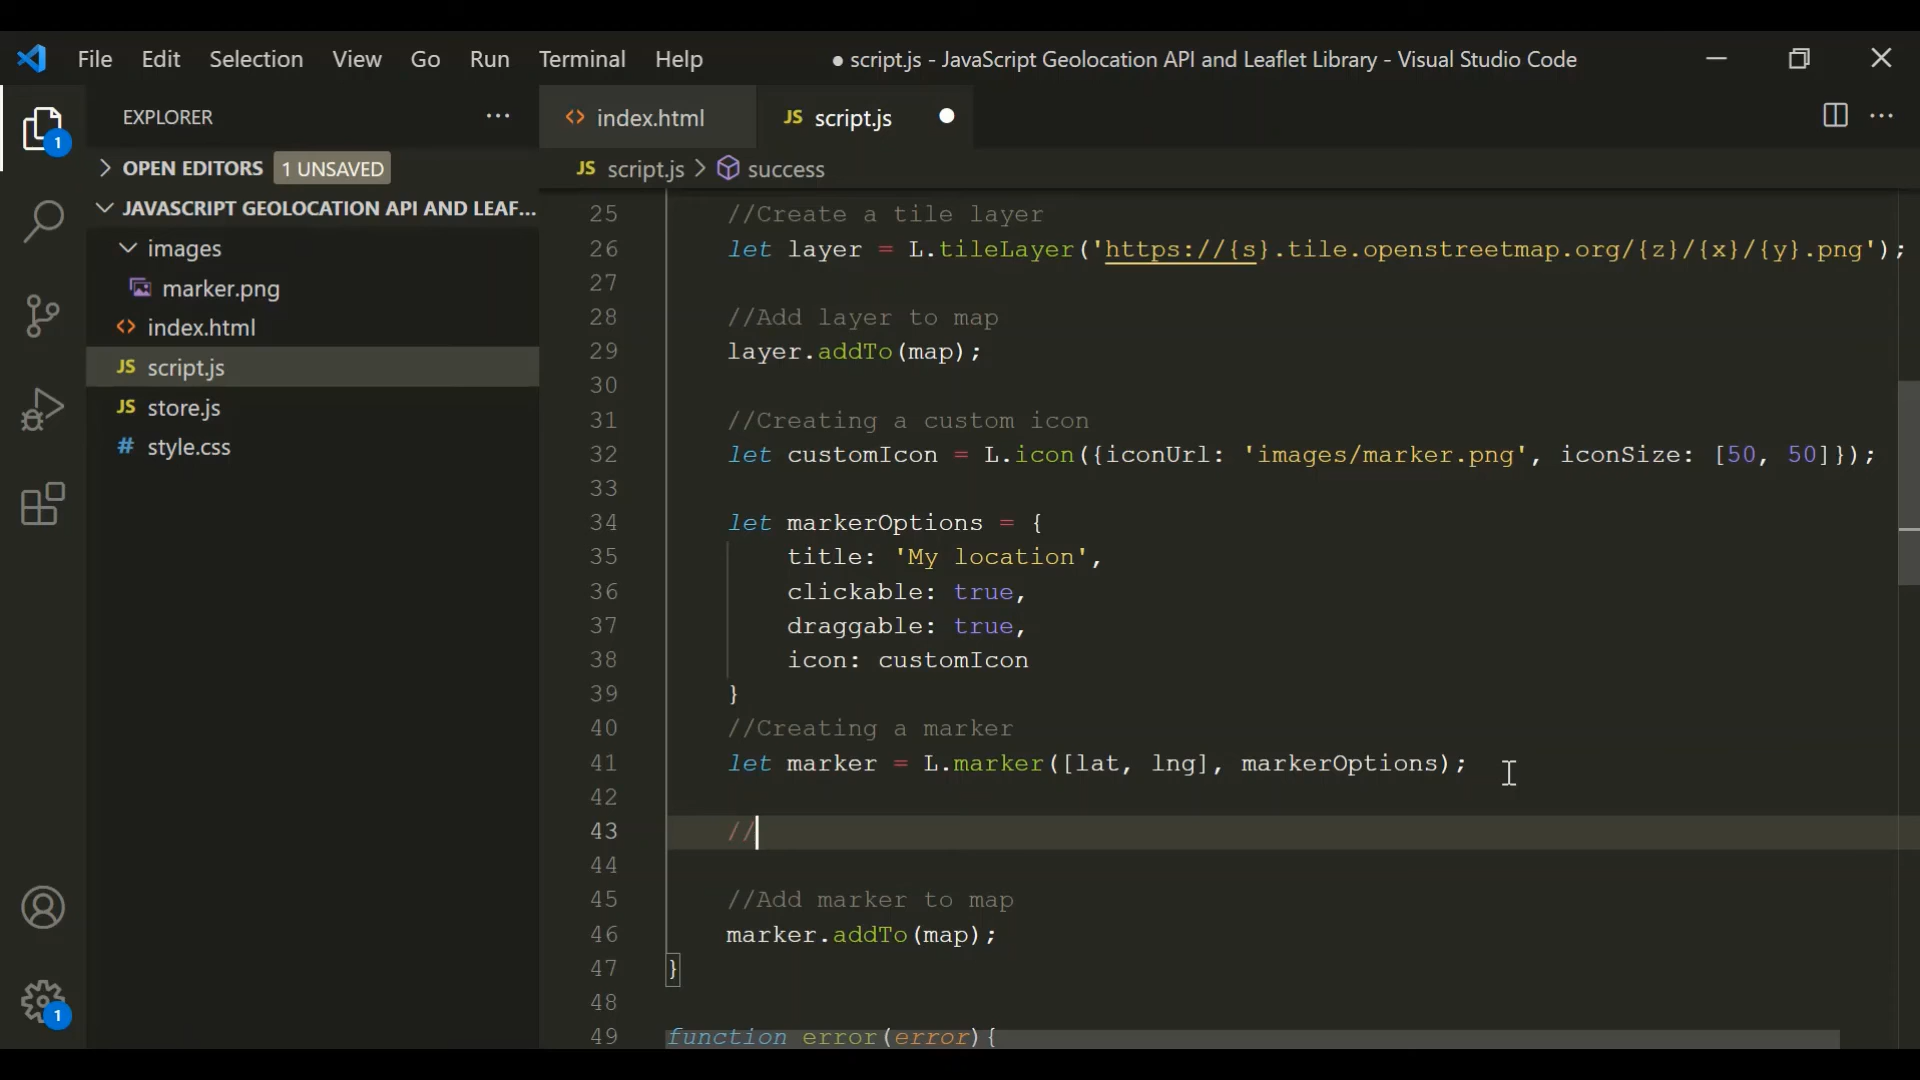 File Edit Selection View Go Run Terminal Help ● script.js - JavaScript Geolocation API and Leaflet Library - Visual Studio Code
EXPLORER
OPEN EDITORS 1 UNSAVED
JAVASCRIPT GEOLOCATION API AND LEAF...
images
marker.png
index.html
JS script.js
JS store.js
# style.css
1
1
index.html JS script.js
JS script.js > success
25 //Create a tile layer
26 let layer = L.tileLayer('https://{s}.tile.openstreetmap.org/{z}/{x}/{y}.png');
27
28 //Add layer to map
29 layer.addTo(map);
30
31 //Creating a custom icon
32 let customIcon = L.icon({iconUrl: 'images/marker.png', iconSize: [50, 50]});
33
34 let markerOptions = {
35 title: 'My location',
36 clickable: true,
37 draggable: true,
38 icon: customIcon
39 }
40 //Creating a marker
41 let marker = L.marker([lat, lng], markerOptions);
42
43 //
44
45 //Add marker to map
46 marker.addTo(map);
47 }
48
49 function error(error){